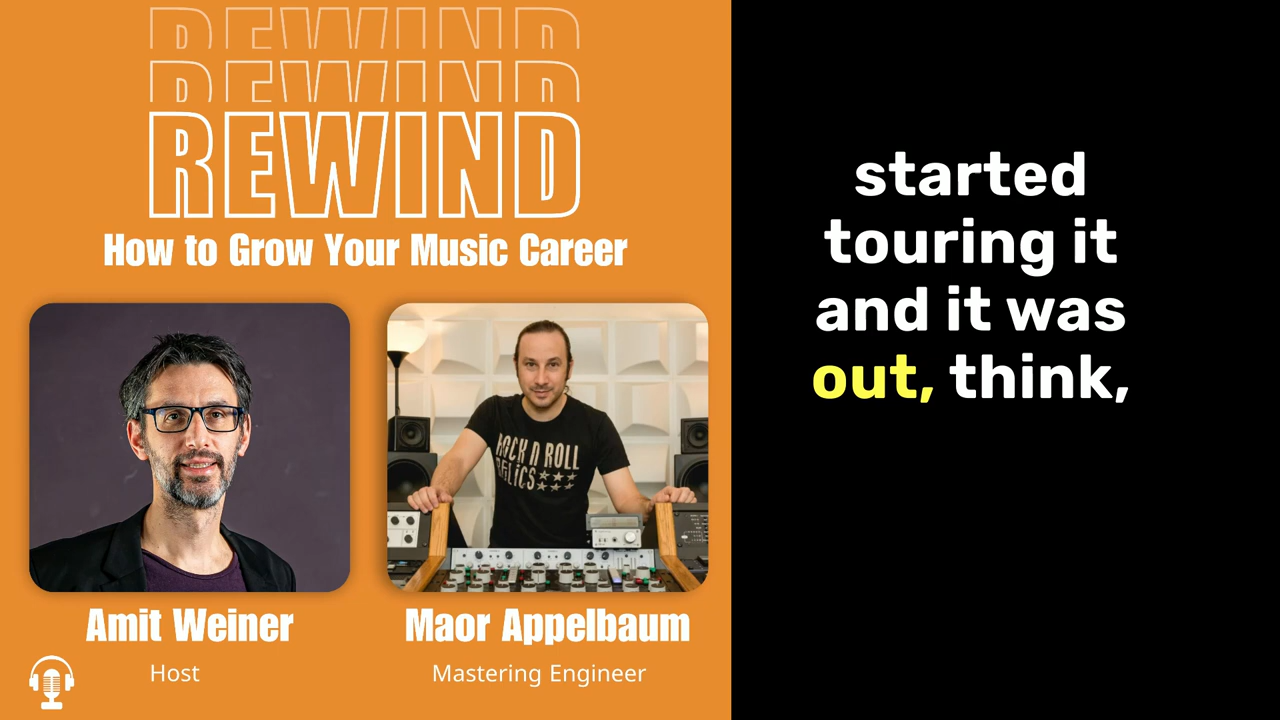 REWIND
REWIND
REWIND
How to Grow Your Music Career
ROCK N ROLL
RELICS
Amit Weiner
Maor Appelbaum
Host
Mastering Engineer
started
touring it
and it was
out, think,